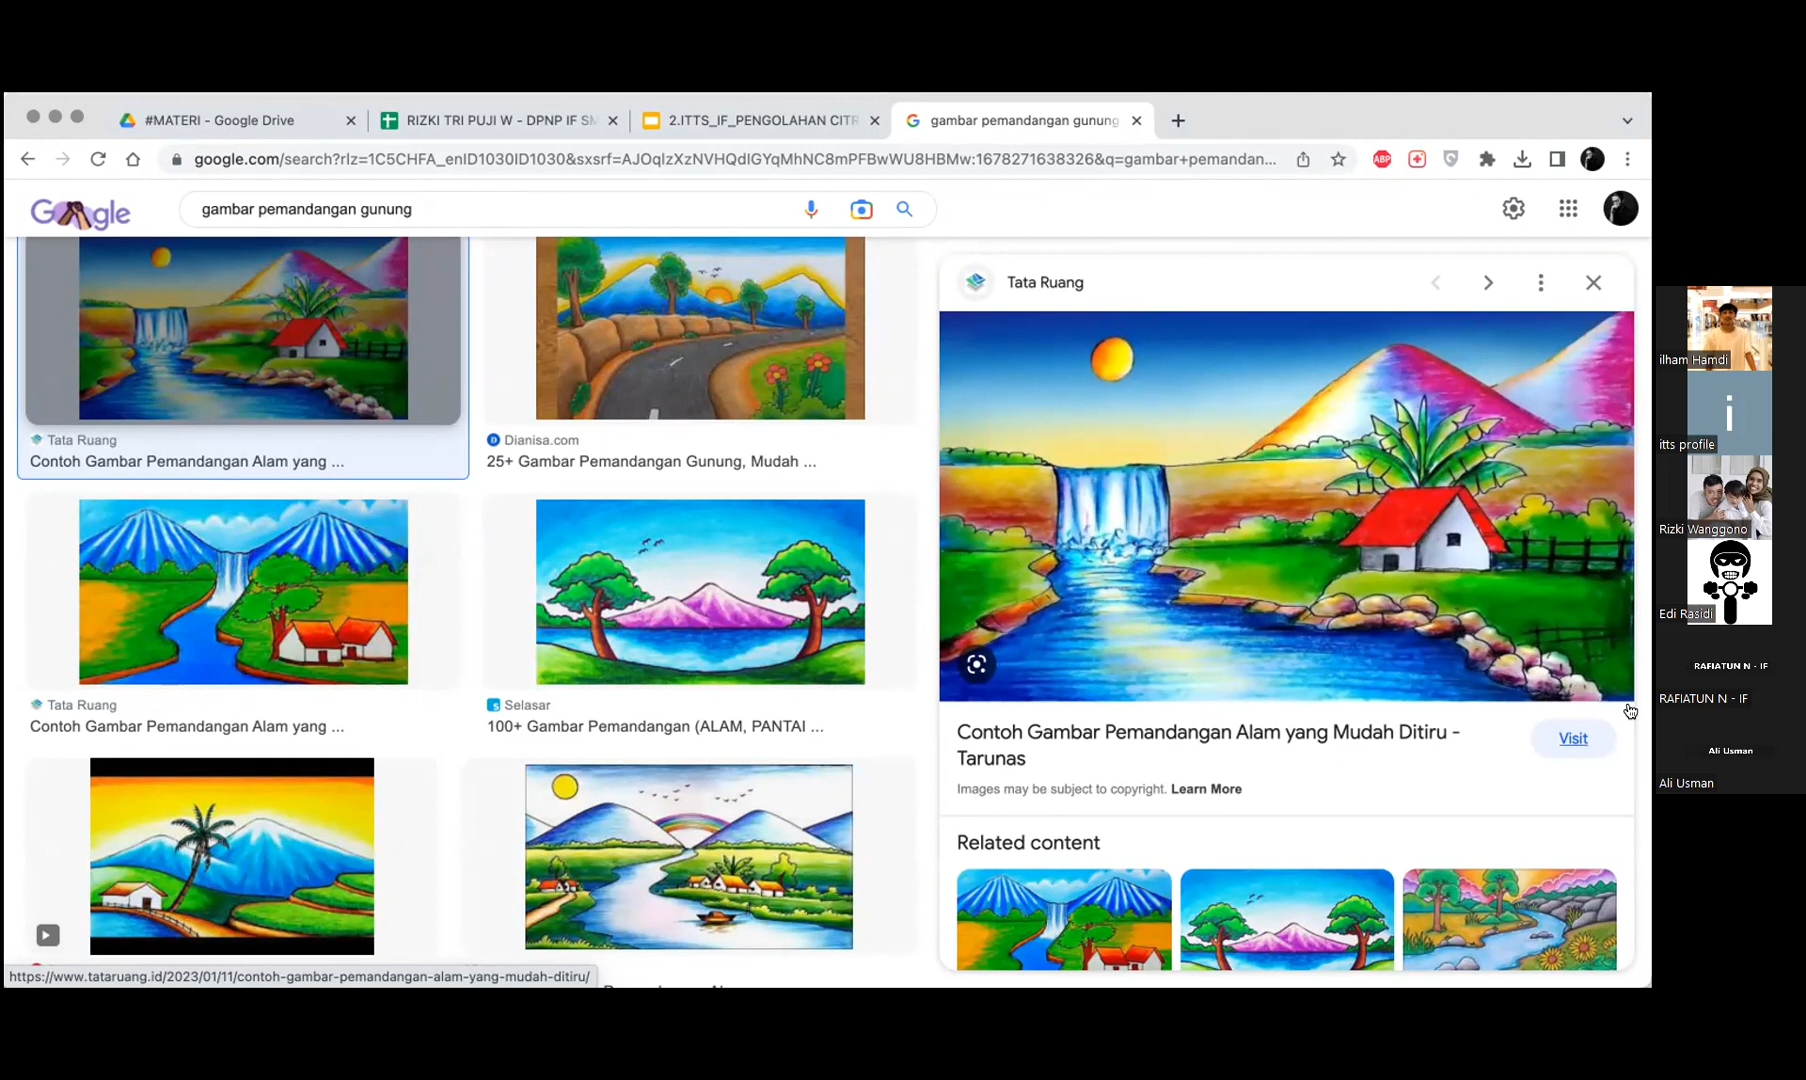 #MATERI - Google Drive
RIZKI TRI PUJI W - DPNP IF SM
2.ITTS_IF_PENGOLAHAN CITR
gambar pemandangan gunung
google.com/search?rlz=1C5CHFA_enID1030ID1030&sxsrf=AJOqlzXzNVHQdlGYqMhNC8mPFBwWU8HBMw:1678271638326&q=gambar+pemandan...
ABP
Google
gambar pemandangan gunung
Tata Ruang
Contoh Gambar Pemandangan Alam yang ...
Dianisa.com
25+ Gambar Pemandangan Gunung, Mudah ...
Tata Ruang
Contoh Gambar Pemandangan Alam yang ...
Selasar
100+ Gambar Pemandangan (ALAM, PANTAI ...
https://www.tataruang.id/2023/01/11/contoh-gambar-pemandangan-alam-yang-mudah-ditiru/
Tata Ruang
Contoh Gambar Pemandangan Alam yang Mudah Ditiru -
Tarunas
Visit
Images may be subject to copyright. Learn More
Related content
ilham Hamdi
i
itts profile
Rizki Wanggono
Edi Rasidi
RAFIATUN N - IF
RAFIATUN N - IF
Ali Usman
Ali Usman